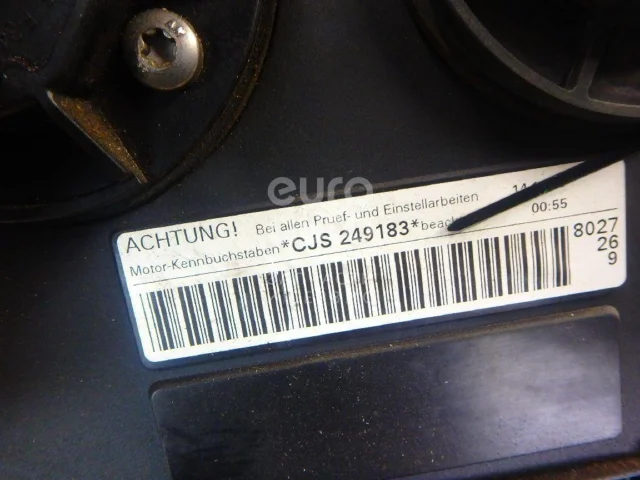 euro
ACHTUNG! Bei allen Pruef- und Einstellarbeiten
00:55
Motor-Kennbuchstaben *CJS 249183*
8027
26
9